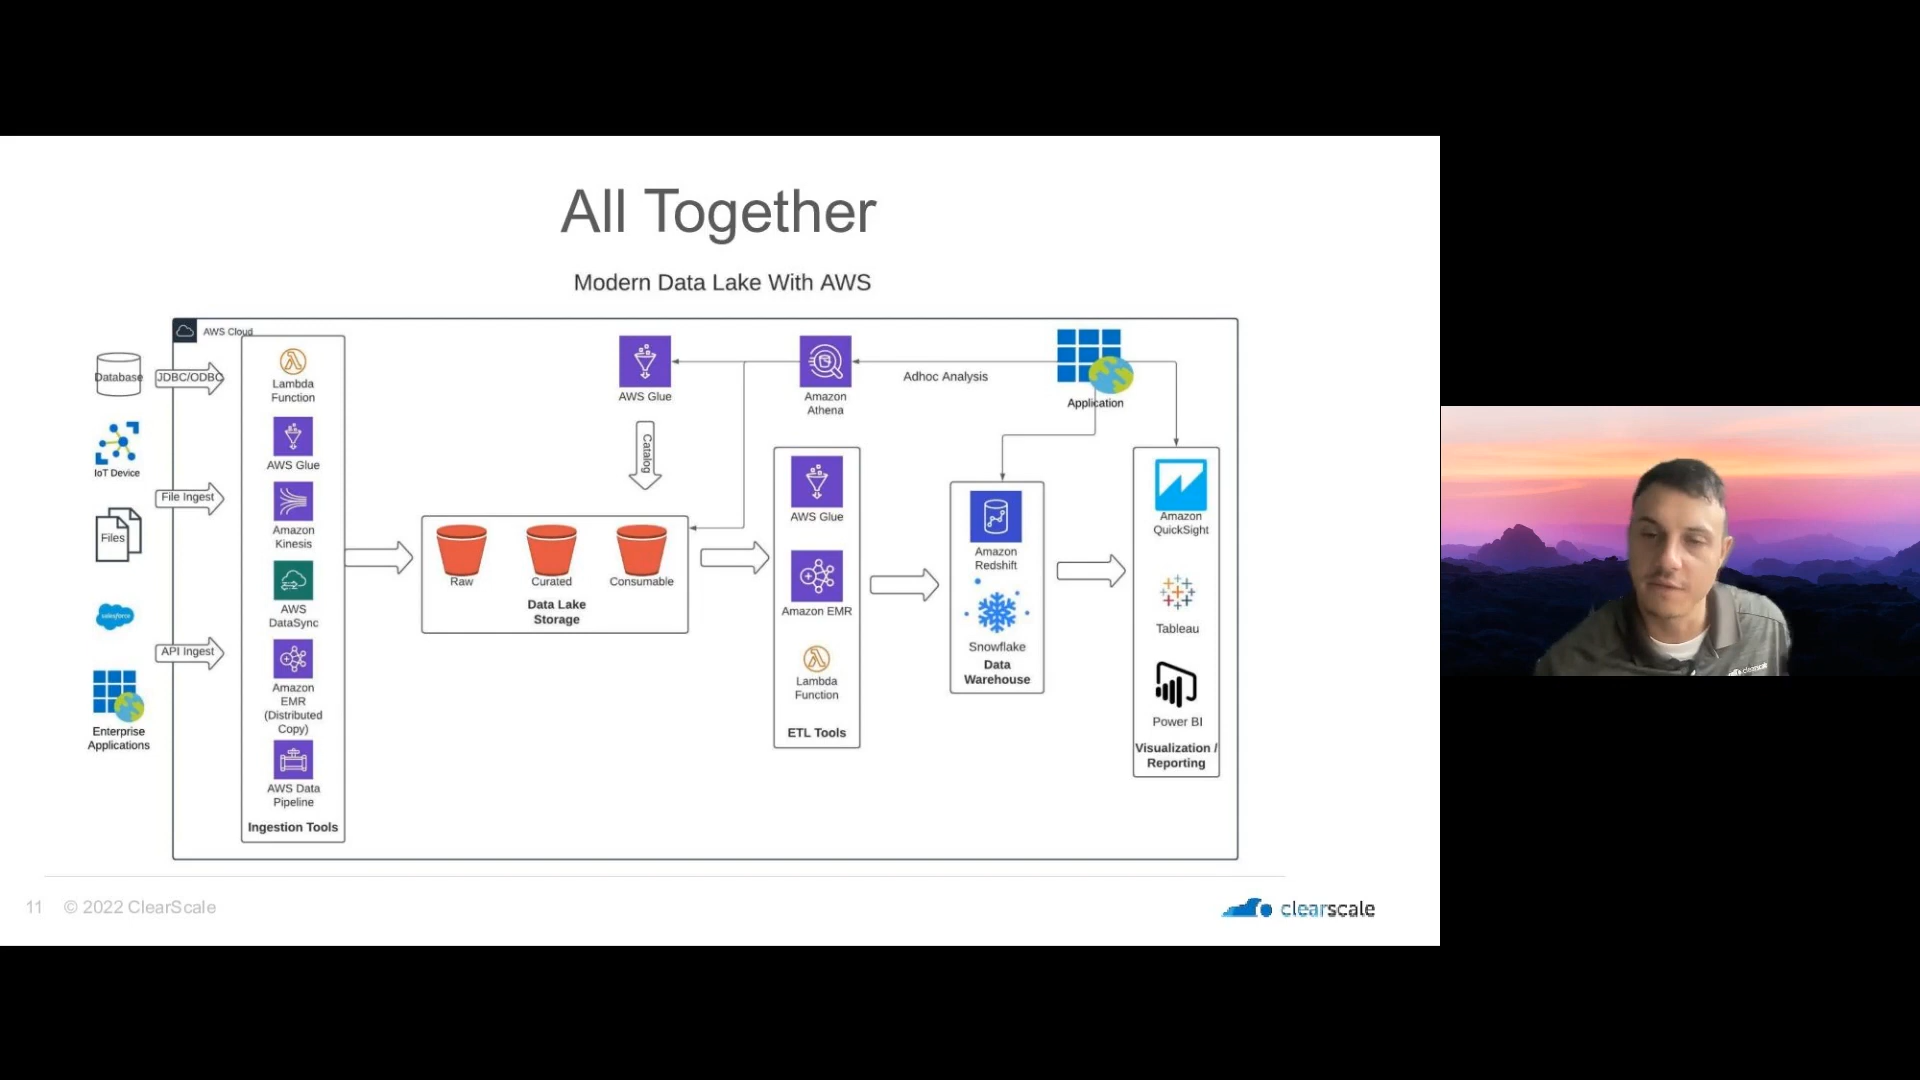 All Together
Modern Data Lake With AWS
AWS Cloud
Database
JDBC/ODBC
IoT Device
File Ingest
Files
salesforce
API Ingest
Enterprise
Applications
Lambda
Function
AWS Glue
Amazon
Kinesis
AWS
DataSync
Amazon
EMR
(Distributed
Copy)
AWS Data
Pipeline
Ingestion Tools
Raw
Curated
Consumable
Data Lake
Storage
AWS Glue
Catalog
Amazon
Athena
Adhoc Analysis
Application
AWS Glue
Amazon EMR
Lambda
Function
ETL Tools
Amazon
Redshift
Snowflake
Data
Warehouse
Amazon
QuickSight
Tableau
Power BI
Visualization /
Reporting
11 © 2022 ClearScale
clearscale
clearscale